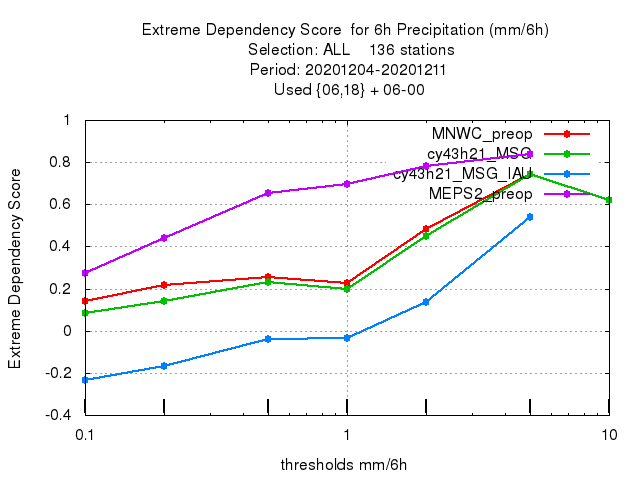 Extreme Dependency Score  for 6h Precipitation (mm/6h)
Selection: ALL    136 stations
Period: 20201204-20201211
Used {06,18} + 06-00
MNWC_preop
cy43h21_MSG
cy43h21_MSG_IAU
MEPS2_preop
1
0.8
0.6
0.4
0.2
0
-0.2
-0.4
Extreme Dependency Score
0.1 1 10
thresholds mm/6h